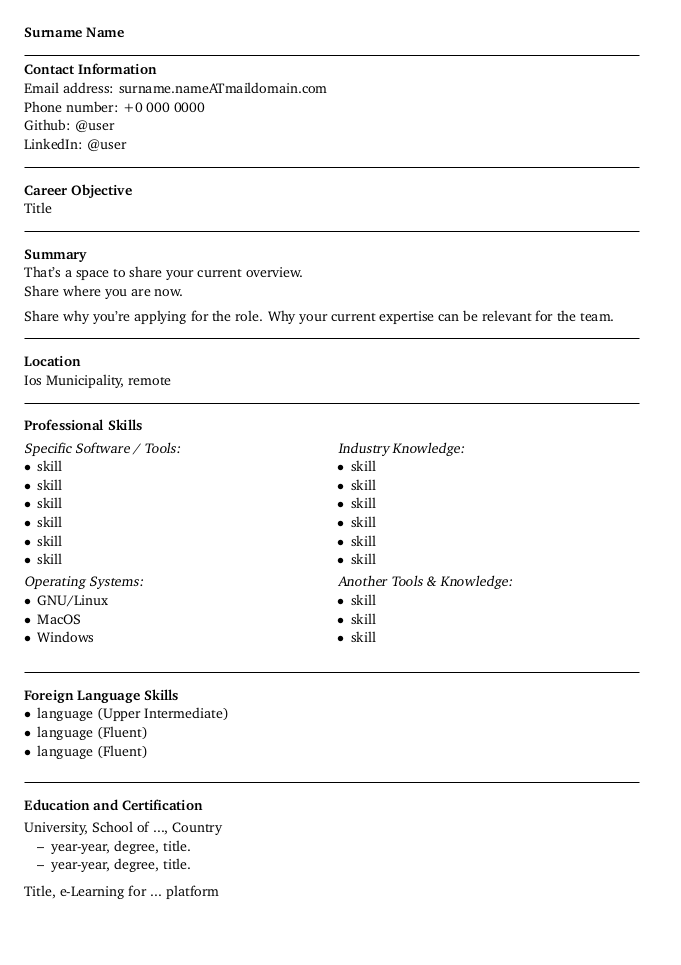 Surname Name
Contact Information
Email address: surname.nameATmaildomain.com
Phone number: +0 000 0000
Github: @user
LinkedIn: @user
Career Objective
Title
Summary
That's a space to share your current overview.
Share where you are now.
Share why you're applying for the role. Why your current expertise can be relevant for the team.
Location
Ios Municipality, remote
Professional Skills
Specific Software / Tools:
• skill
• skill
• skill
• skill
• skill
• skill
Operating Systems:
• GNU/Linux
• MacOS
• Windows
Industry Knowledge:
• skill
• skill
• skill
• skill
• skill
• skill
Another Tools & Knowledge:
• skill
• skill
• skill
Foreign Language Skills
• language (Upper Intermediate)
• language (Fluent)
• language (Fluent)
Education and Certification
University, School of ..., Country
– year-year, degree, title.
– year-year, degree, title.
Title, e-Learning for ... platform